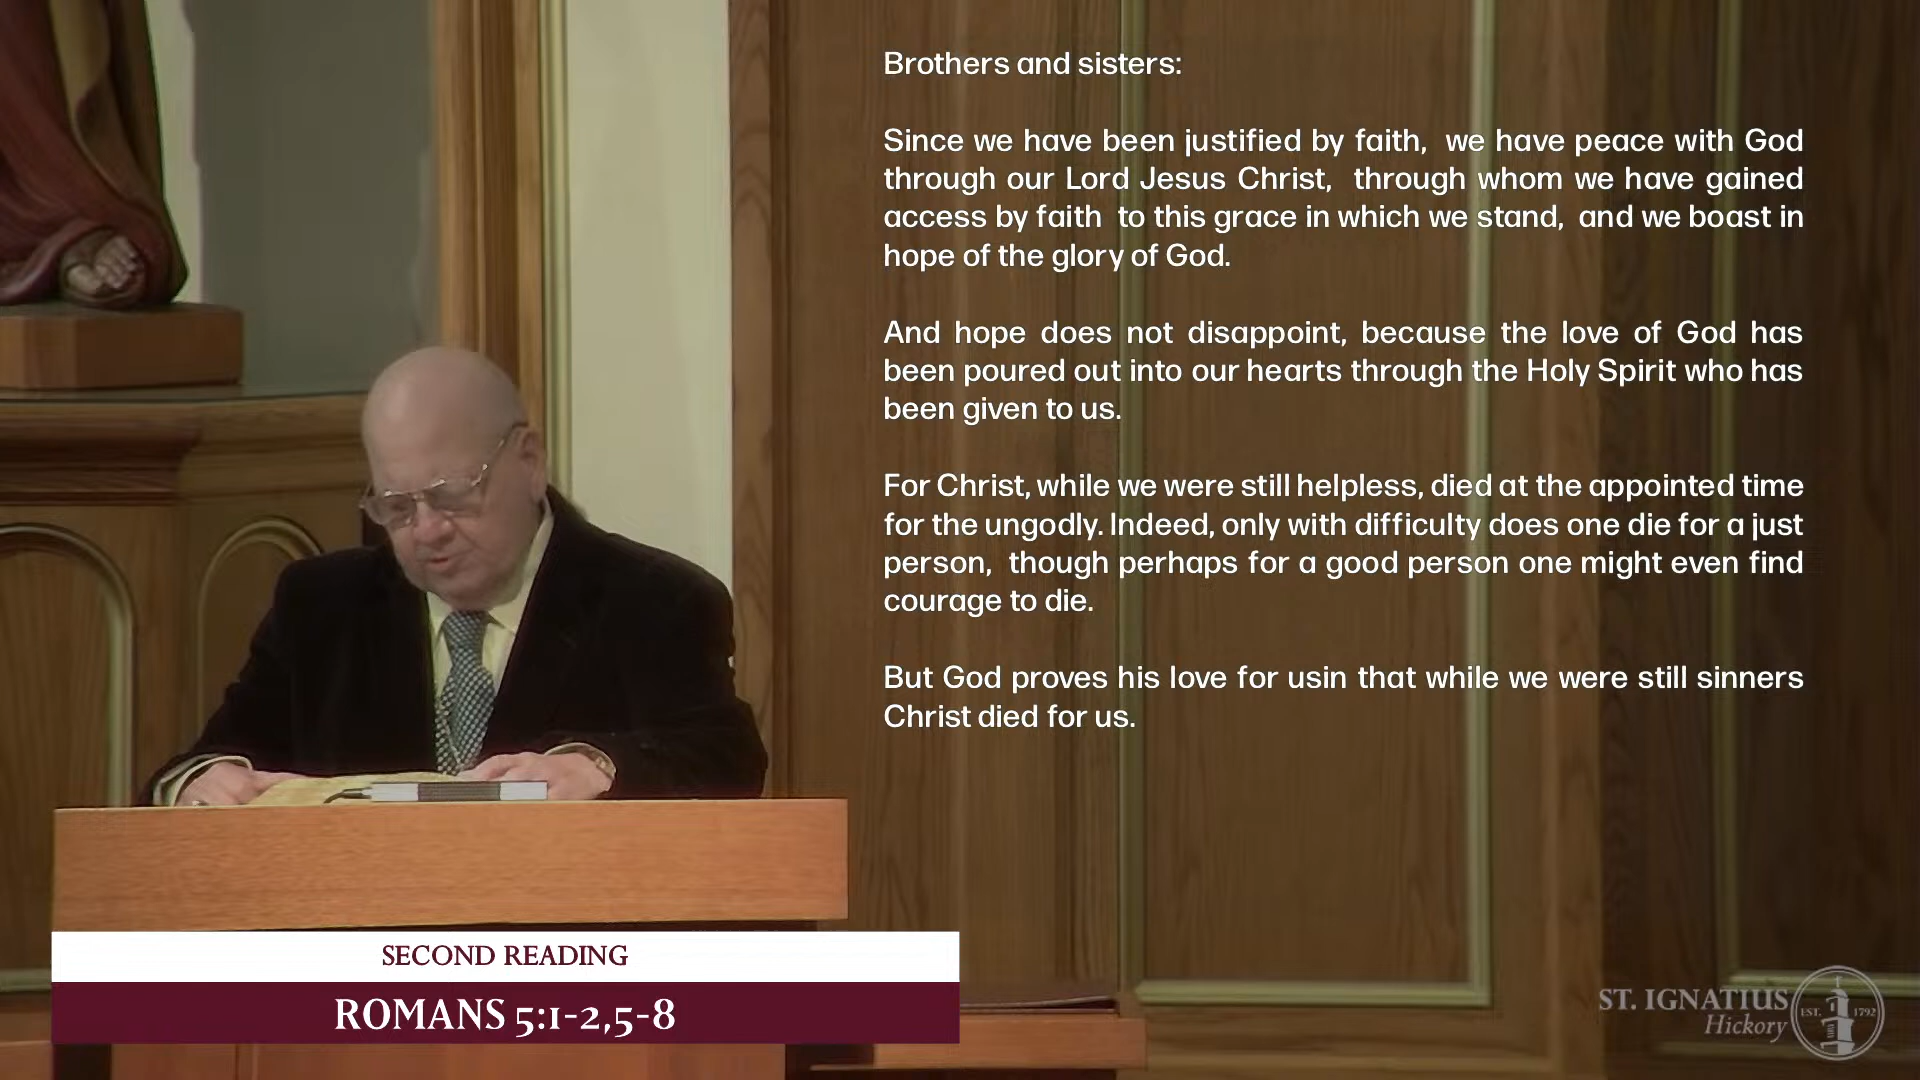 Brothers and sisters:
Since we have been justified by faith, we have peace with God
through our Lord Jesus Christ, through whom we have gained
access by faith to this grace in which we stand, and we boast in
hope of the glory of God.
And hope does not disappoint, because the love of God has
been poured out into our hearts through the Holy Spirit who has
been given to us.
For Christ, while we were still helpless, died at the appointed time
for the ungodly. Indeed, only with difficulty does one die for a just
person, though perhaps for a good person one might even find
courage to die.
But God proves his love for usin that while we were still sinners
Christ died for us.
SECOND READING
ROMANS 5:1-2,5-8
ST. IGNATIUS
Hickory
EST. 1792